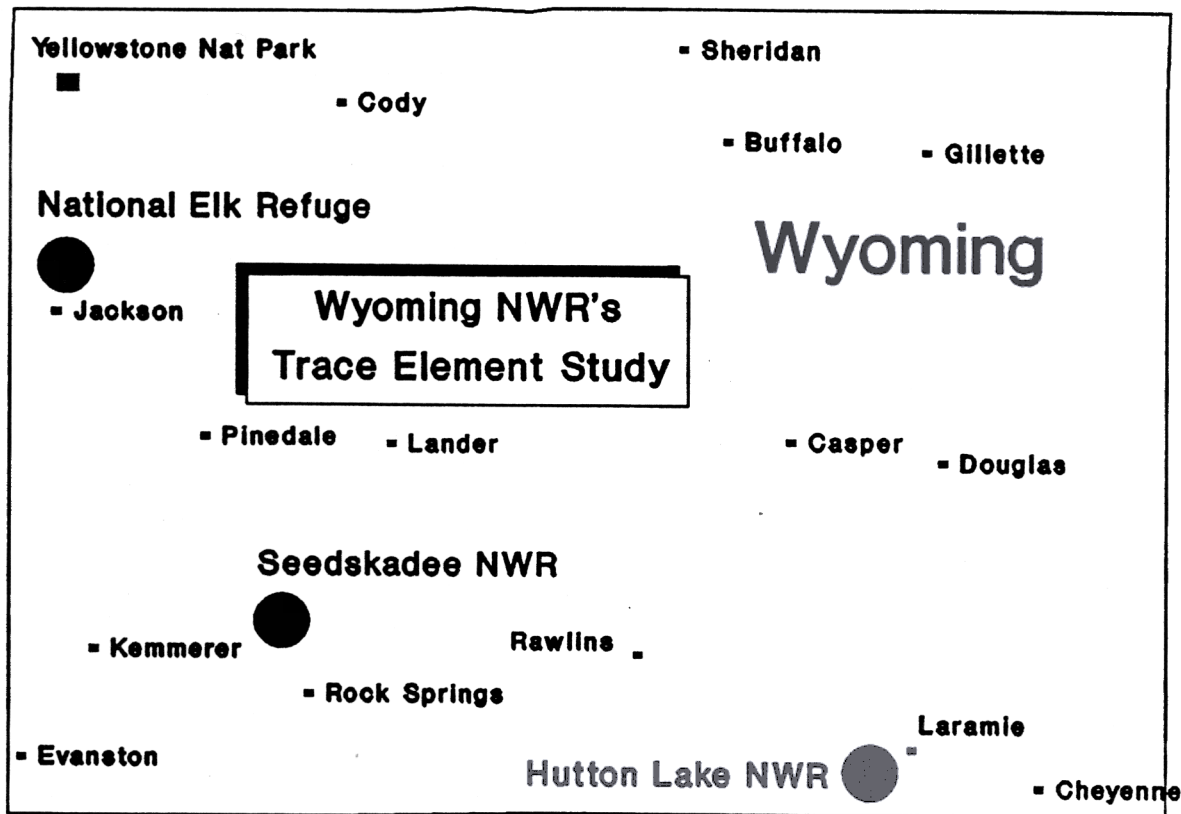 Yellowstone Nat Park
Sheridan
Cody
Buffalo
Gillette
National Elk Refuge
Wyoming
Jackson
Wyoming NWR's
Trace Element Study
Pinedale
Lander
Casper
Douglas
Seedskadee NWR
Kemmerer
Rawlins
Rock Springs
Laramie
Evanston
Hutton Lake NWR
Cheyenne